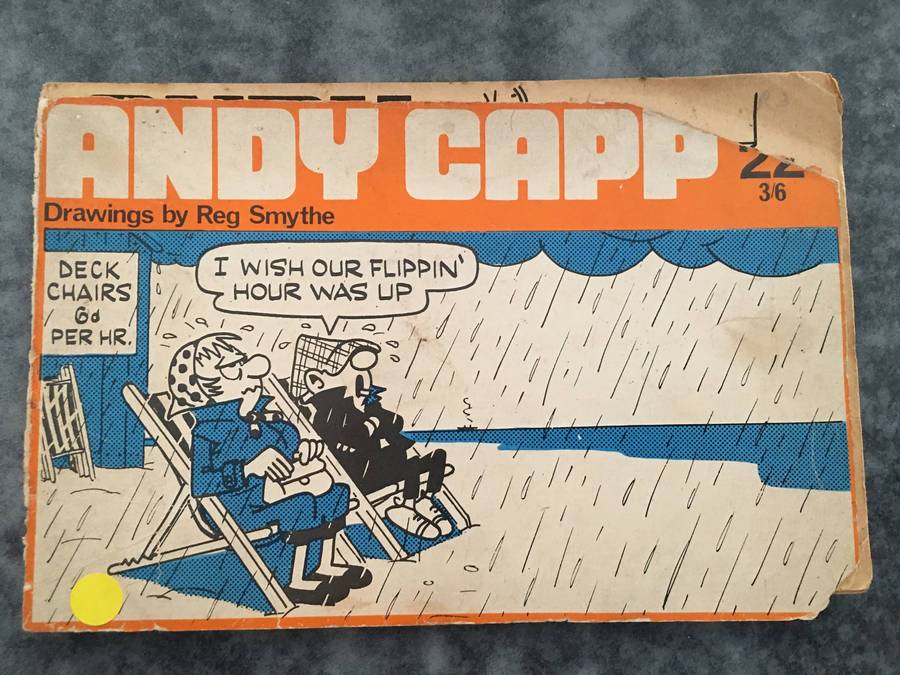 ANDY CAPP
22
3/6
Drawings by Reg Smythe
DECK
CHAIRS
6d
PER HR.
I WISH OUR FLIPPIN'
HOUR WAS UP